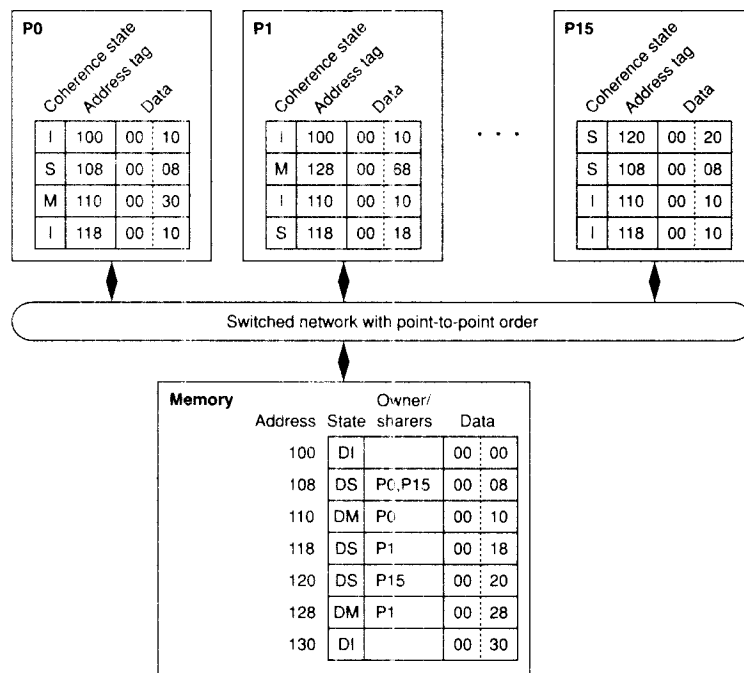 P0
Coherence state
Address tag
Data
I 100 00 10
S 108 00 08
M 110 00 30
I 118 00 10
P1
Coherence state
Address tag
Data
I 100 00 10
M 128 00 68
I 110 00 10
S 118 00 18
. . .
P15
Coherence state
Address tag
Data
S 120 00 20
S 108 00 08
I 110 00 10
I 118 00 10
Switched network with point-to-point order
Memory
Owner/
Address State sharers Data
100 DI 00 00
108 DS P0,P15 00 08
110 DM P0 00 10
118 DS P1 00 18
120 DS P15 00 20
128 DM P1 00 28
130 DI 00 30